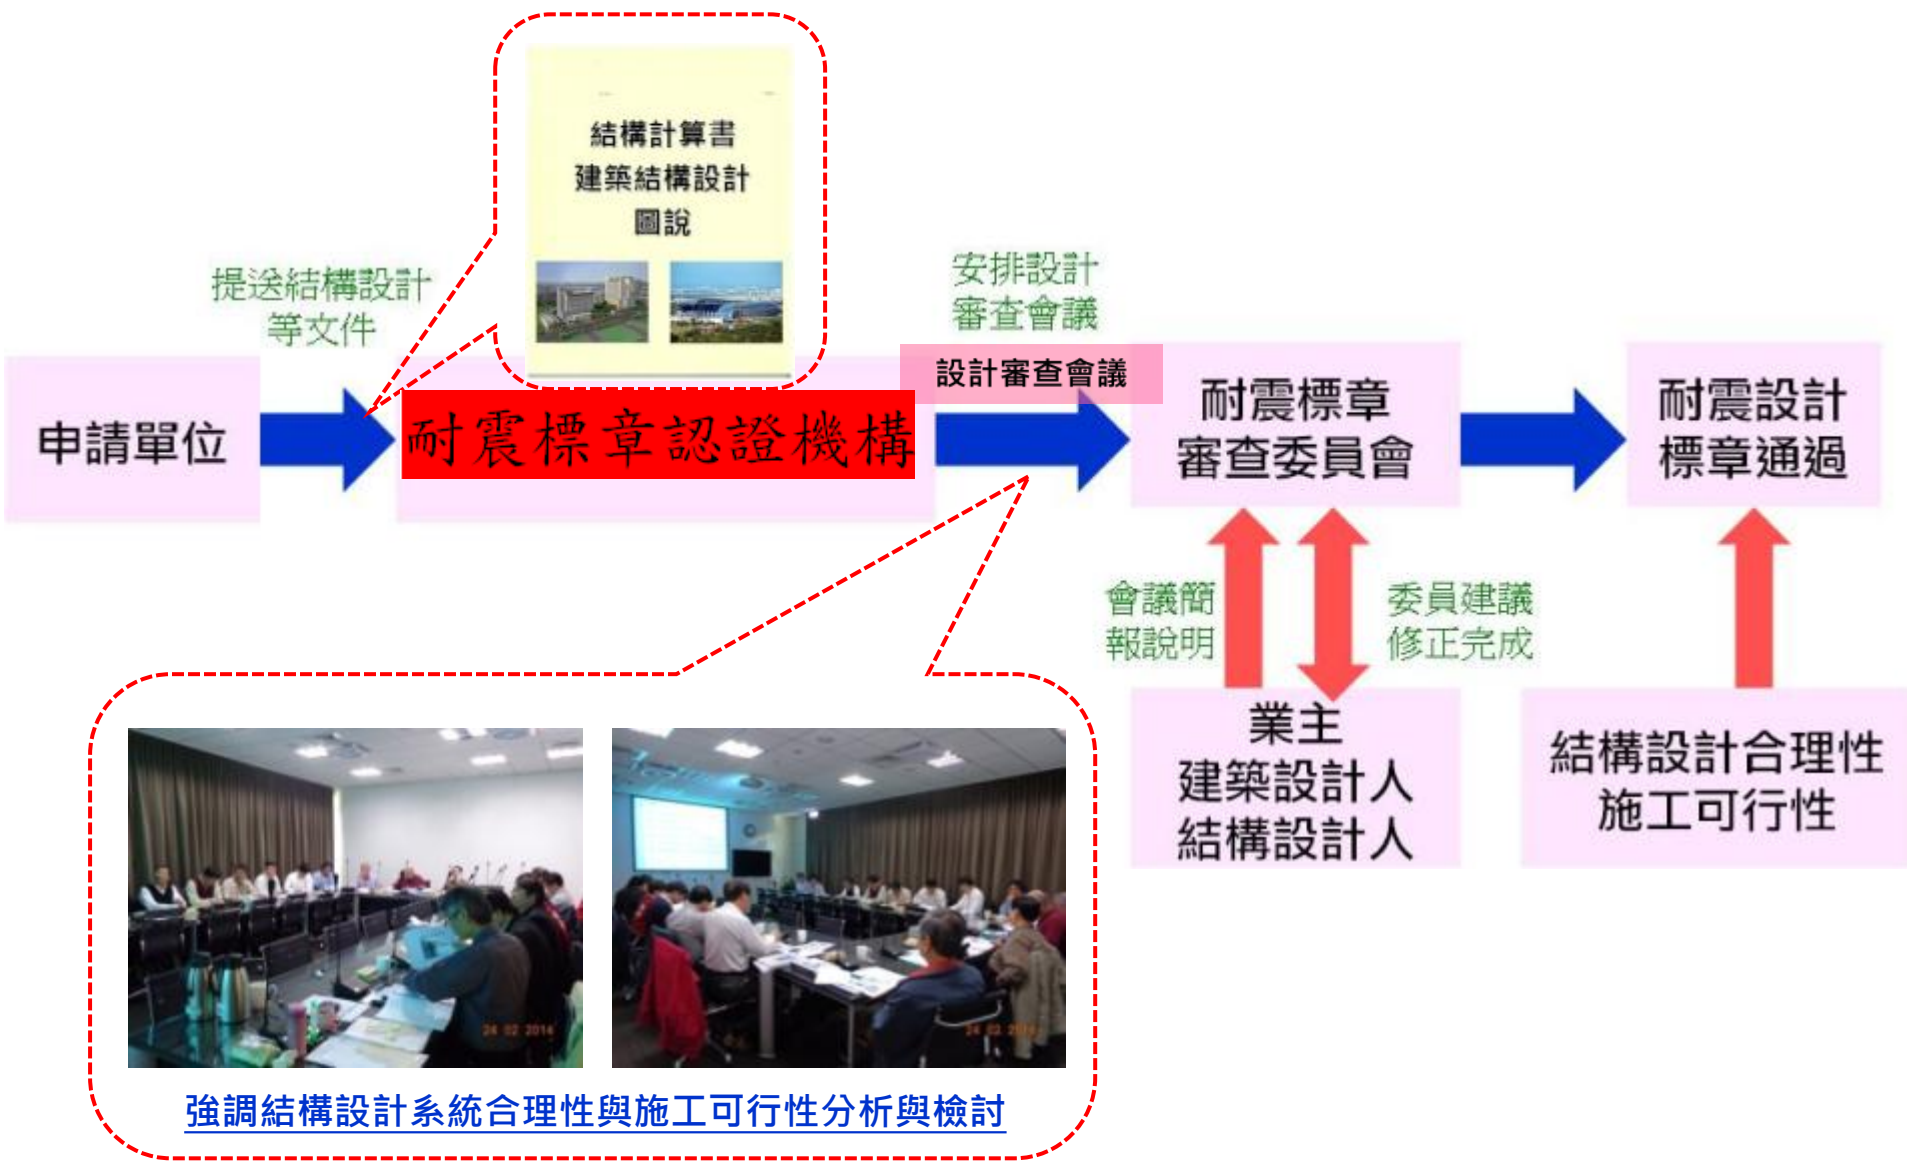 結構計算書
建築結構設計
圖說
提送結構設計
等文件
安排設計
審查會議
設計審查會議
申請單位
耐震標章認證機構
耐震標章
審查委員會
耐震設計
標章通過
會議簡
報說明
委員建議
修正完成
業主
建築設計人
結構設計人
結構設計合理性
施工可行性
24 02 2014
24 02 2014
強調結構設計系統合理性與施工可行性分析與檢討